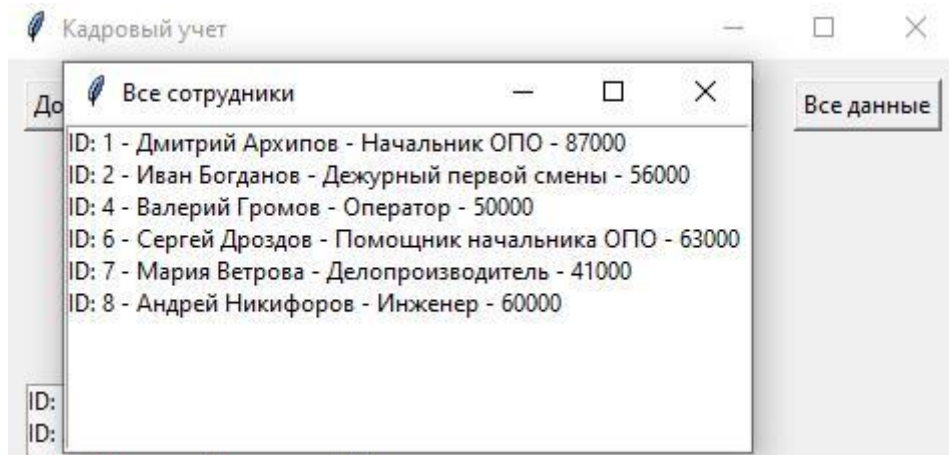 Кадровый учет
Все сотрудники
До
Все данные
ID: 1 - Дмитрий Архипов - Начальник ОПО - 87000
ID: 2 - Иван Богданов - Дежурный первой смены - 56000
ID: 4 - Валерий Громов - Оператор - 50000
ID: 6 - Сергей Дроздов - Помощник начальника ОПО - 63000
ID: 7 - Мария Ветрова - Делопроизводитель - 41000
ID: 8 - Андрей Никифоров - Инженер - 60000
ID:
ID: